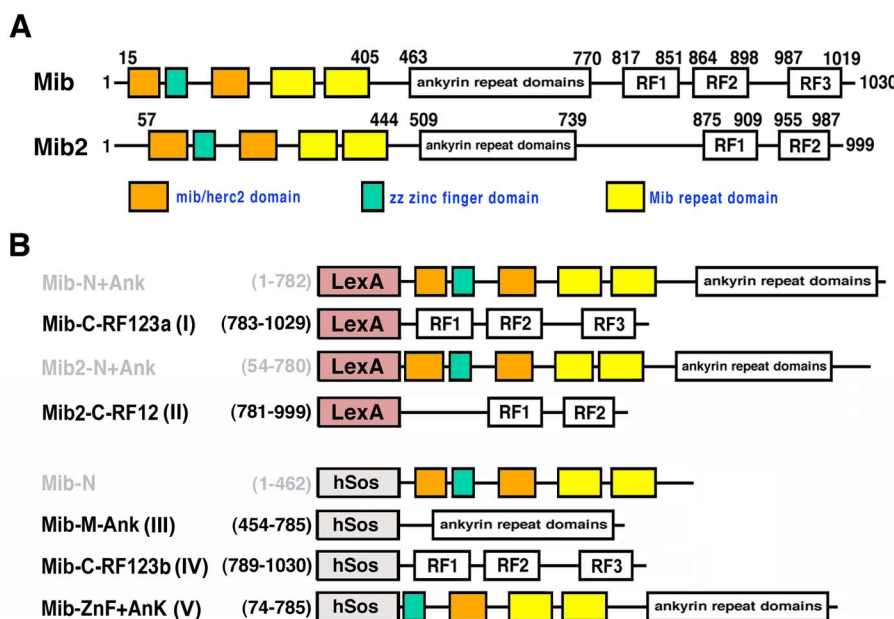 A
15 405 463 770 817 851 864 898 987 1019
Mib 1 ankyrin repeat domains RF1 RF2 RF3 1030
57 444 509 739 875 909 955 987
Mib2 1 ankyrin repeat domains RF1 RF2 999
mib/herc2 domain zz zinc finger domain Mib repeat domain
B
Mib-N+Ank (1-782) LexA ankyrin repeat domains
Mib-C-RF123a (I) (783-1029) LexA RF1 RF2 RF3
Mib2-N+Ank (54-780) LexA ankyrin repeat domains
Mib2-C-RF12 (II) (781-999) LexA RF1 RF2
Mib-N (1-462) hSos
Mib-M-Ank (III) (454-785) hSos ankyrin repeat domains
Mib-C-RF123b (IV) (789-1030) hSos RF1 RF2 RF3
Mib-ZnF+AnK (V) (74-785) hSos ankyrin repeat domains